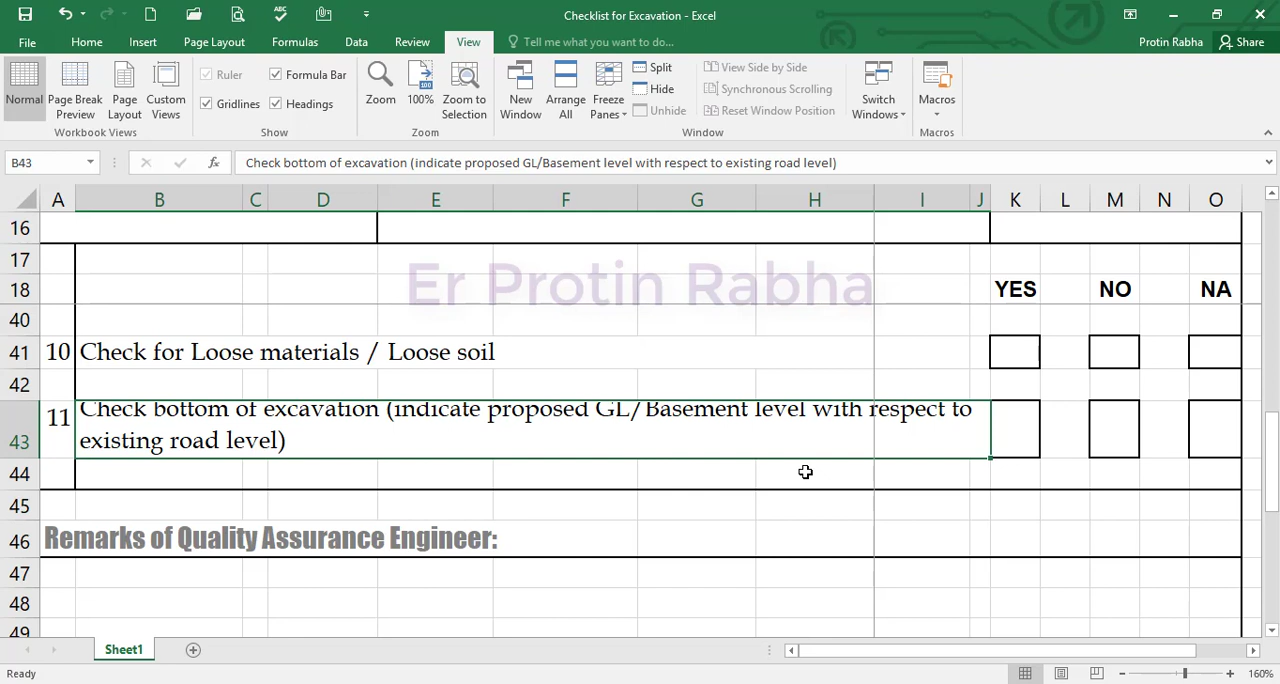 Checklist for Excavation - Excel
File Home Insert Page Layout Formulas Data Review View Tell me what you want to do... Protin Rabha Share
Normal Page Break Preview Page Layout Custom Views
Workbook Views
Ruler Formula Bar
Gridlines Headings
Show
Zoom 100% Zoom to Selection
Zoom
New Window Arrange All Freeze Panes
Split
Hide
Unhide
View Side by Side
Synchronous Scrolling
Reset Window Position
Switch Windows
Window
Macros
Macros
B43 fx Check bottom of excavation (indicate proposed GL/Basement level with respect to existing road level)
A B C D E F G H I J K L M N O
16
17
Er Protin Rabha
18 YES NO NA
40
41 10 Check for Loose materials / Loose soil
42
43 11 Check bottom of excavation (indicate proposed GL/Basement level with respect to
existing road level)
44
45
46 Remarks of Quality Assurance Engineer:
47
48
49
Sheet1
Ready 160%